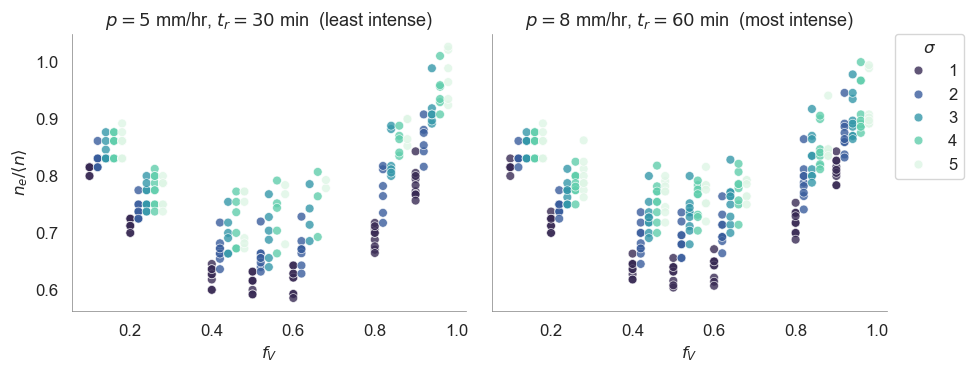 p = 5 mm/hr, t_r = 30 min (least intense)
p = 8 mm/hr, t_r = 60 min (most intense)
n_e/⟨n⟩
1.0
0.9
0.8
0.7
0.6
0.2 0.4 0.6 0.8 1.0
f_V
0.2 0.4 0.6 0.8 1.0
f_V
σ
1
2
3
4
5